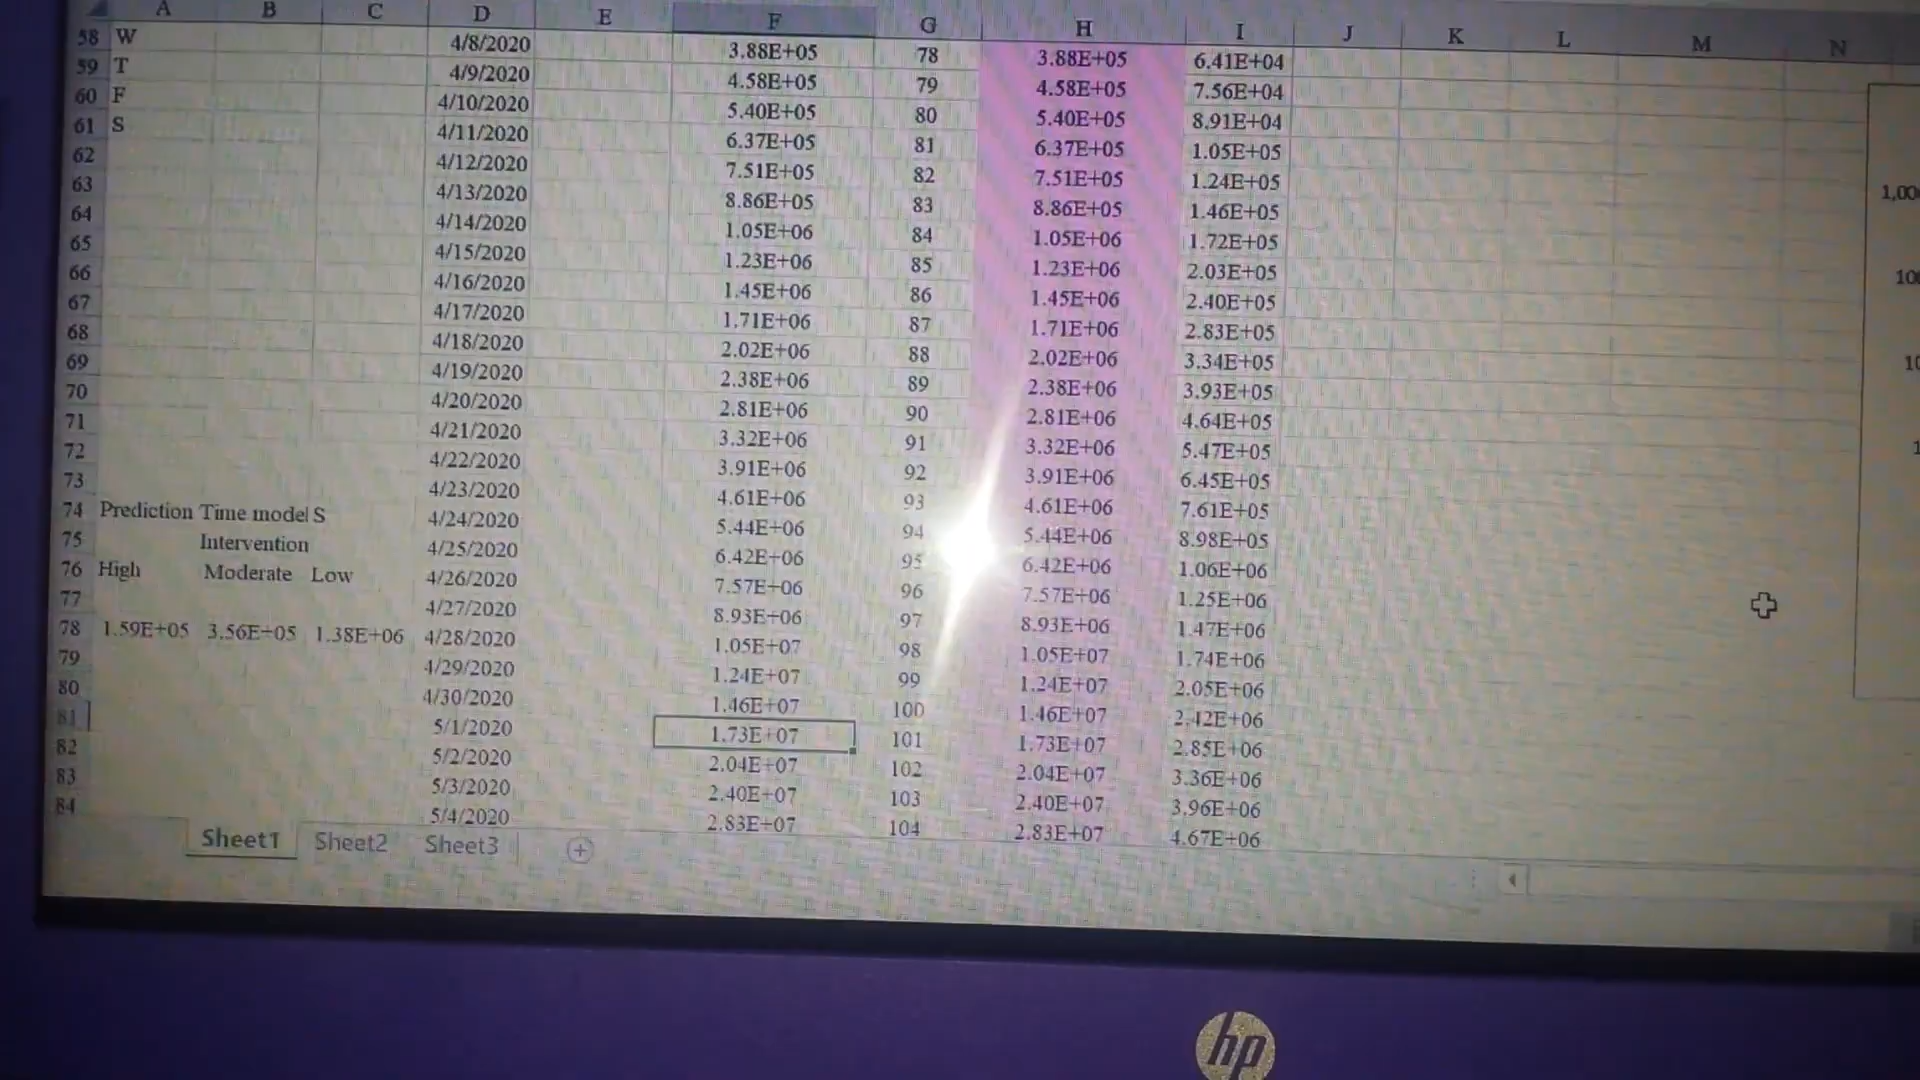 A B C D E F G H I J K L M N
58 W 4/8/2020 3.88E+05 78 3.88E+05 6.41E+04
59 T 4/9/2020 4.58E+05 79 4.58E+05 7.56E+04
60 F 4/10/2020 5.40E+05 80 5.40E+05 8.91E+04
61 S 4/11/2020 6.37E+05 81 6.37E+05 1.05E+05
62 4/12/2020 7.51E+05 82 7.51E+05 1.24E+05
63 4/13/2020 8.86E+05 83 8.86E+05 1.46E+05
64 4/14/2020 1.05E+06 84 1.05E+06 1.72E+05
65 4/15/2020 1.23E+06 85 1.23E+06 2.03E+05
66 4/16/2020 1.45E+06 86 1.45E+06 2.40E+05
67 4/17/2020 1.71E+06 87 1.71E+06 2.83E+05
68 4/18/2020 2.02E+06 88 2.02E+06 3.34E+05
69 4/19/2020 2.38E+06 89 2.38E+06 3.93E+05
70 4/20/2020 2.81E+06 90 2.81E+06 4.64E+05
71 4/21/2020 3.32E+06 91 3.32E+06 5.47E+05
72 4/22/2020 3.91E+06 92 3.91E+06 6.45E+05
73 4/23/2020 4.61E+06 93 4.61E+06 7.61E+05
74 Prediction Time model S 4/24/2020 5.44E+06 94 5.44E+06 8.98E+05
75 Intervention 4/25/2020 6.42E+06 95 6.42E+06 1.06E+06
76 High Moderate Low 4/26/2020 7.57E+06 96 7.57E+06 1.25E+06
77 4/27/2020 8.93E+06 97 8.93E+06 1.47E+06
78 1.59E+05 3.56E+05 1.38E+06 4/28/2020 1.05E+07 98 1.05E+07 1.74E+06
79 4/29/2020 1.24E+07 99 1.24E+07 2.05E+06
80 4/30/2020 1.46E+07 100 1.46E+07 2.42E+06
81 5/1/2020 1.73E+07 101 1.73E+07 2.85E+06
82 5/2/2020 2.04E+07 102 2.04E+07 3.36E+06
83 5/3/2020 2.40E+07 103 2.40E+07 3.96E+06
84 5/4/2020 2.83E+07 104 2.83E+07 4.67E+06
Sheet1 Sheet2 Sheet3
hp